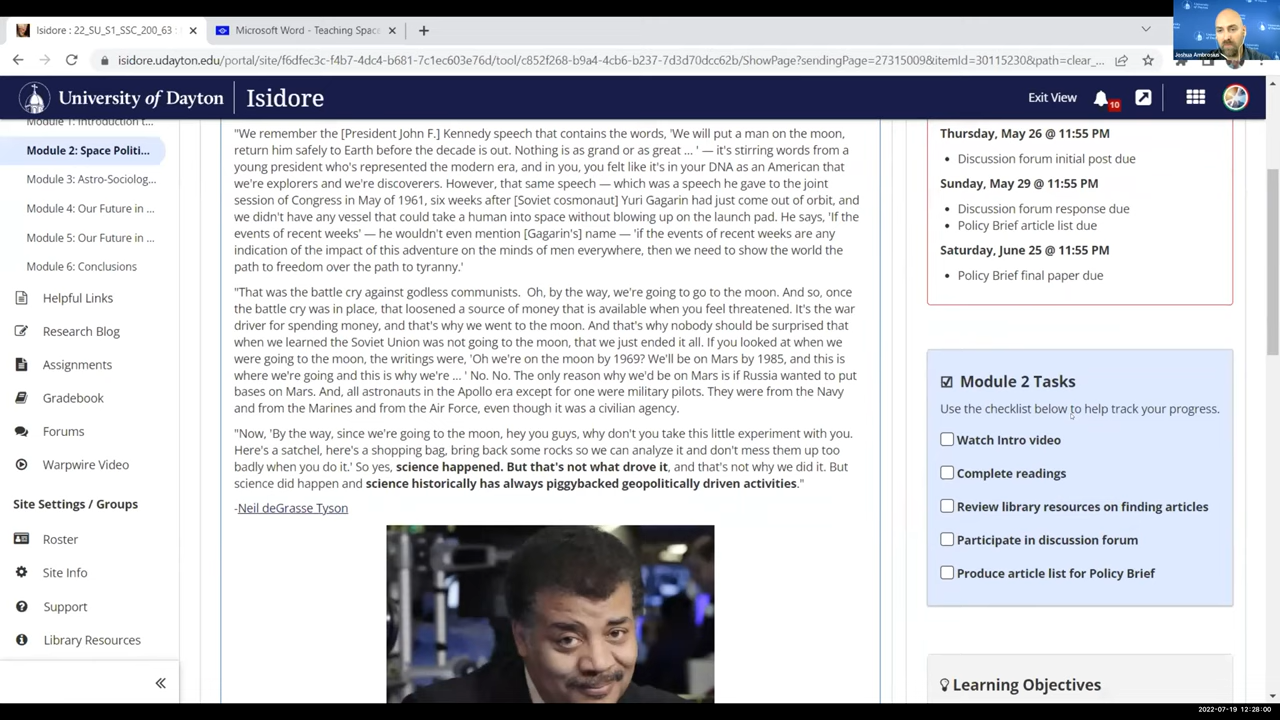 Isidore : 22_SU_S1_SSC_200_63 :
Microsoft Word - Teaching Space
Joshua Ambrosius
isidore.udayton.edu/portal/site/
University of Dayton
Isidore
Exit View
10
Module 1: Introduction t...
Module 2: Space Politi...
Module 3: Astro-Sociolog...
Module 4: Our Future in ...
Module 5: Our Future in ...
Module 6: Conclusions
Helpful Links
Research Blog
Assignments
Gradebook
Forums
Warpwire Video
Site Settings / Groups
Roster
Site Info
Support
Library Resources
"We remember the [President John F.] Kennedy speech that contains the words, 'We will put a man on the moon,
return him safely to Earth before the decade is out. Nothing is as grand or as great ... ' — it's stirring words from a
young president who's represented the modern era, and in you, you felt like it's in your DNA as an American that
we're explorers and we're discoverers. However, that same speech — which was a speech he gave to the joint
session of Congress in May of 1961, six weeks after [Soviet cosmonaut] Yuri Gagarin had just come out of orbit, and
we didn't have any vessel that could take a human into space without blowing up on the launch pad. He says, 'If the
events of recent weeks' — he wouldn't even mention [Gagarin's] name — 'if the events of recent weeks are any
indication of the impact of this adventure on the minds of men everywhere, then we need to show the world the
path to freedom over the path to tyranny.'
"That was the battle cry against godless communists.  Oh, by the way, we're going to go to the moon. And so, once
the battle cry was in place, that loosened a source of money that is available when you feel threatened. It's the war
driver for spending money, and that's why we went to the moon. And that's why nobody should be surprised that
when we learned the Soviet Union was not going to the moon, that we just ended it all. If you looked at when we
were going to the moon, the writings were, 'Oh we're on the moon by 1969? We'll be on Mars by 1985, and this is
where we're going and this is why we're ... ' No. No. The only reason why we'd be on Mars is if Russia wanted to put
bases on Mars. And, all astronauts in the Apollo era except for one were military pilots. They were from the Navy
and from the Marines and from the Air Force, even though it was a civilian agency.
"Now, 'By the way, since we're going to the moon, hey you guys, why don't you take this little experiment with you.
Here's a satchel, here's a shopping bag, bring back some rocks so we can analyze it and don't mess them up too
badly when you do it.' So yes, science happened. But that's not what drove it, and that's not why we did it. But
science did happen and science historically has always piggybacked geopolitically driven activities."
-Neil deGrasse Tyson
Thursday, May 26 @ 11:55 PM
Discussion forum initial post due
Sunday, May 29 @ 11:55 PM
Discussion forum response due
Policy Brief article list due
Saturday, June 25 @ 11:55 PM
Policy Brief final paper due
Module 2 Tasks
Use the checklist below to help track your progress.
Watch Intro video
Complete readings
Review library resources on finding articles
Participate in discussion forum
Produce article list for Policy Brief
Learning Objectives
2022-07-19 12:28:00